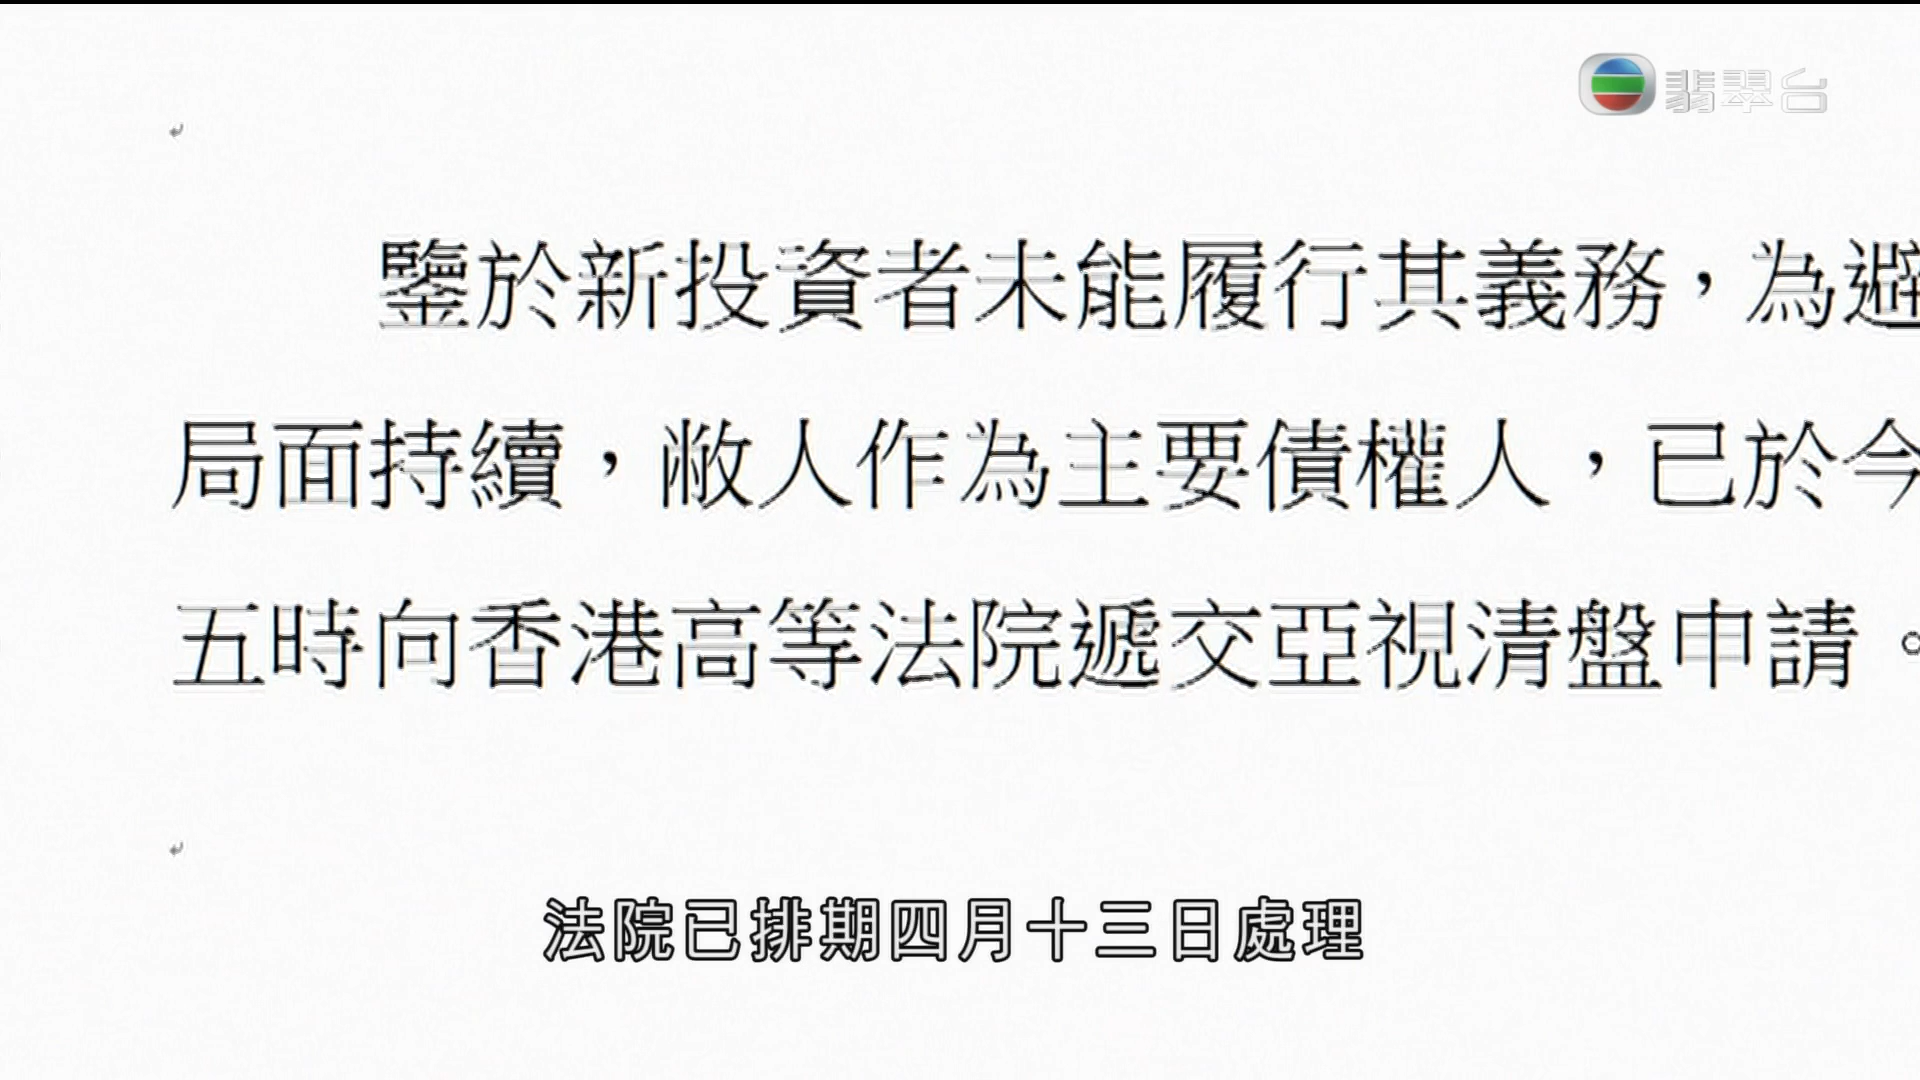 翡翠台
鑒於新投資者未能履行其義務，為避
局面持續，敝人作為主要債權人，已於今
五時向香港高等法院遞交亞視清盤申請。
法院已排期四月十三日處理